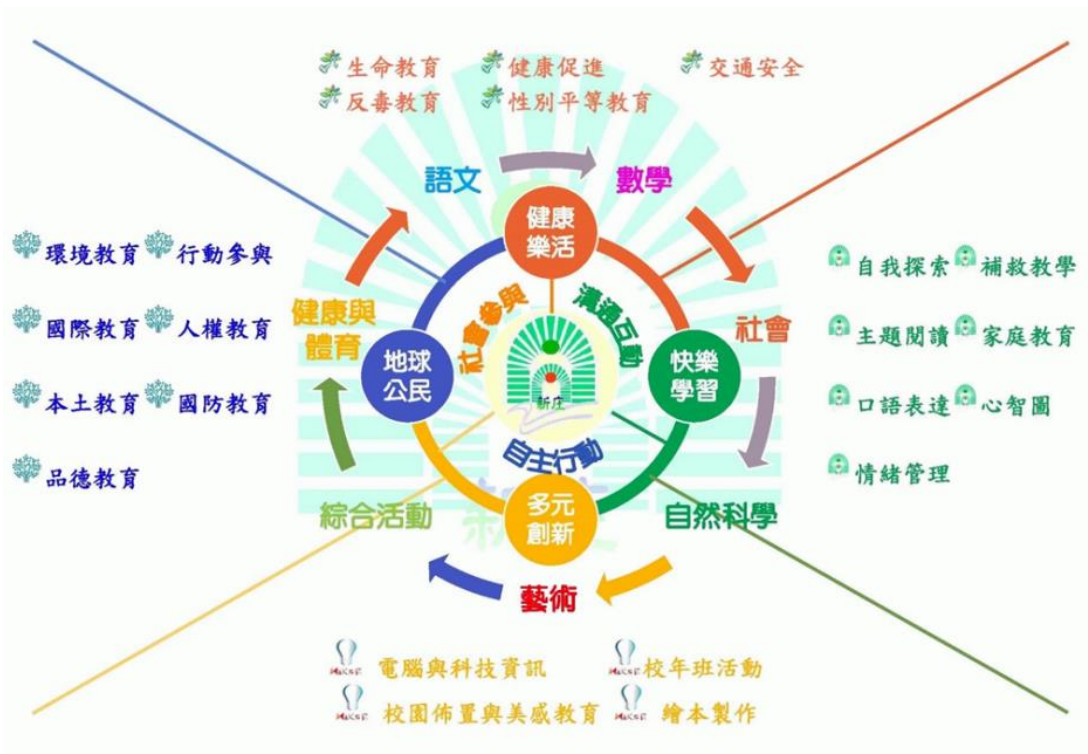 生命教育 健康促進 交通安全
反毒教育 性別平等教育
語文
數學
健康
樂活
環境教育 行動參與
國際教育 人權教育
本土教育 國防教育
品德教育
健康與
體育
地球
公民
社會參與
溝通互動
自主行動
新庄
快樂
學習
社會
自我探索 補救教學
主題閱讀 家庭教育
口語表達 心智圖
情緒管理
綜合活動
多元
創新
自然科學
藝術
電腦與科技資訊 校年班活動
校園佈置與美感教育 繪本製作